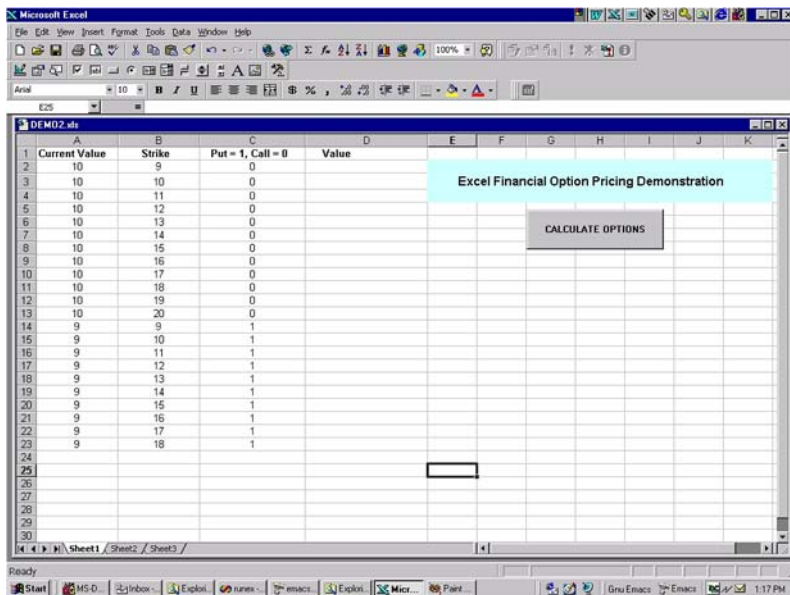 Microsoft Excel
File Edit View Insert Format Tools Data Window Help
100%
Arial 10 B I U $ % ,
E25 =
DEMO2.xls
A B C D E F G H I J K
1 Current Value Strike Put = 1, Call = 0 Value
2 10 9 0
3 10 10 0 Excel Financial Option Pricing Demonstration
4 10 11 0
5 10 12 0
6 10 13 0
7 10 14 0 CALCULATE OPTIONS
8 10 15 0
9 10 16 0
10 10 17 0
11 10 18 0
12 10 19 0
13 10 20 0
14 9 9 1
15 9 10 1
16 9 11 1
17 9 12 1
18 9 13 1
19 9 14 1
20 9 15 1
21 9 16 1
22 9 17 1
23 9 18 1
24
25
26
27
28
29
30
Sheet1 Sheet2 Sheet3
Ready
Start MS-D... Inbox -... Explori... runes -... emacs... Explori... Micr... Paint ... Gnu Emacs Emacs 1:17 PM